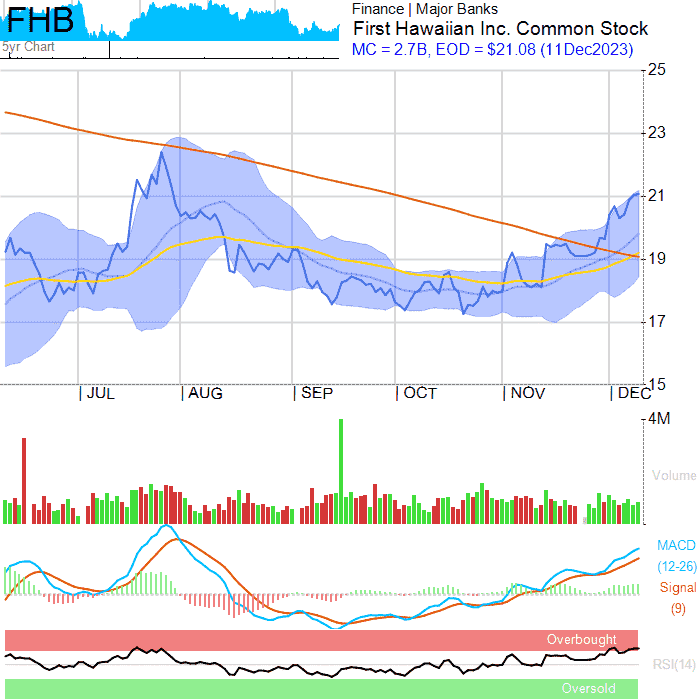 FHB
5yr Chart
Finance | Major Banks
First Hawaiian Inc. Common Stock
MC = 2.7B, EOD = $21.08 (11Dec2023)
25
23
21
19
17
15
| JUL | AUG | SEP | OCT | NOV | DEC
4M
Volume
MACD
(12-26)
Signal
(9)
Overbought
RSI(14)
Oversold